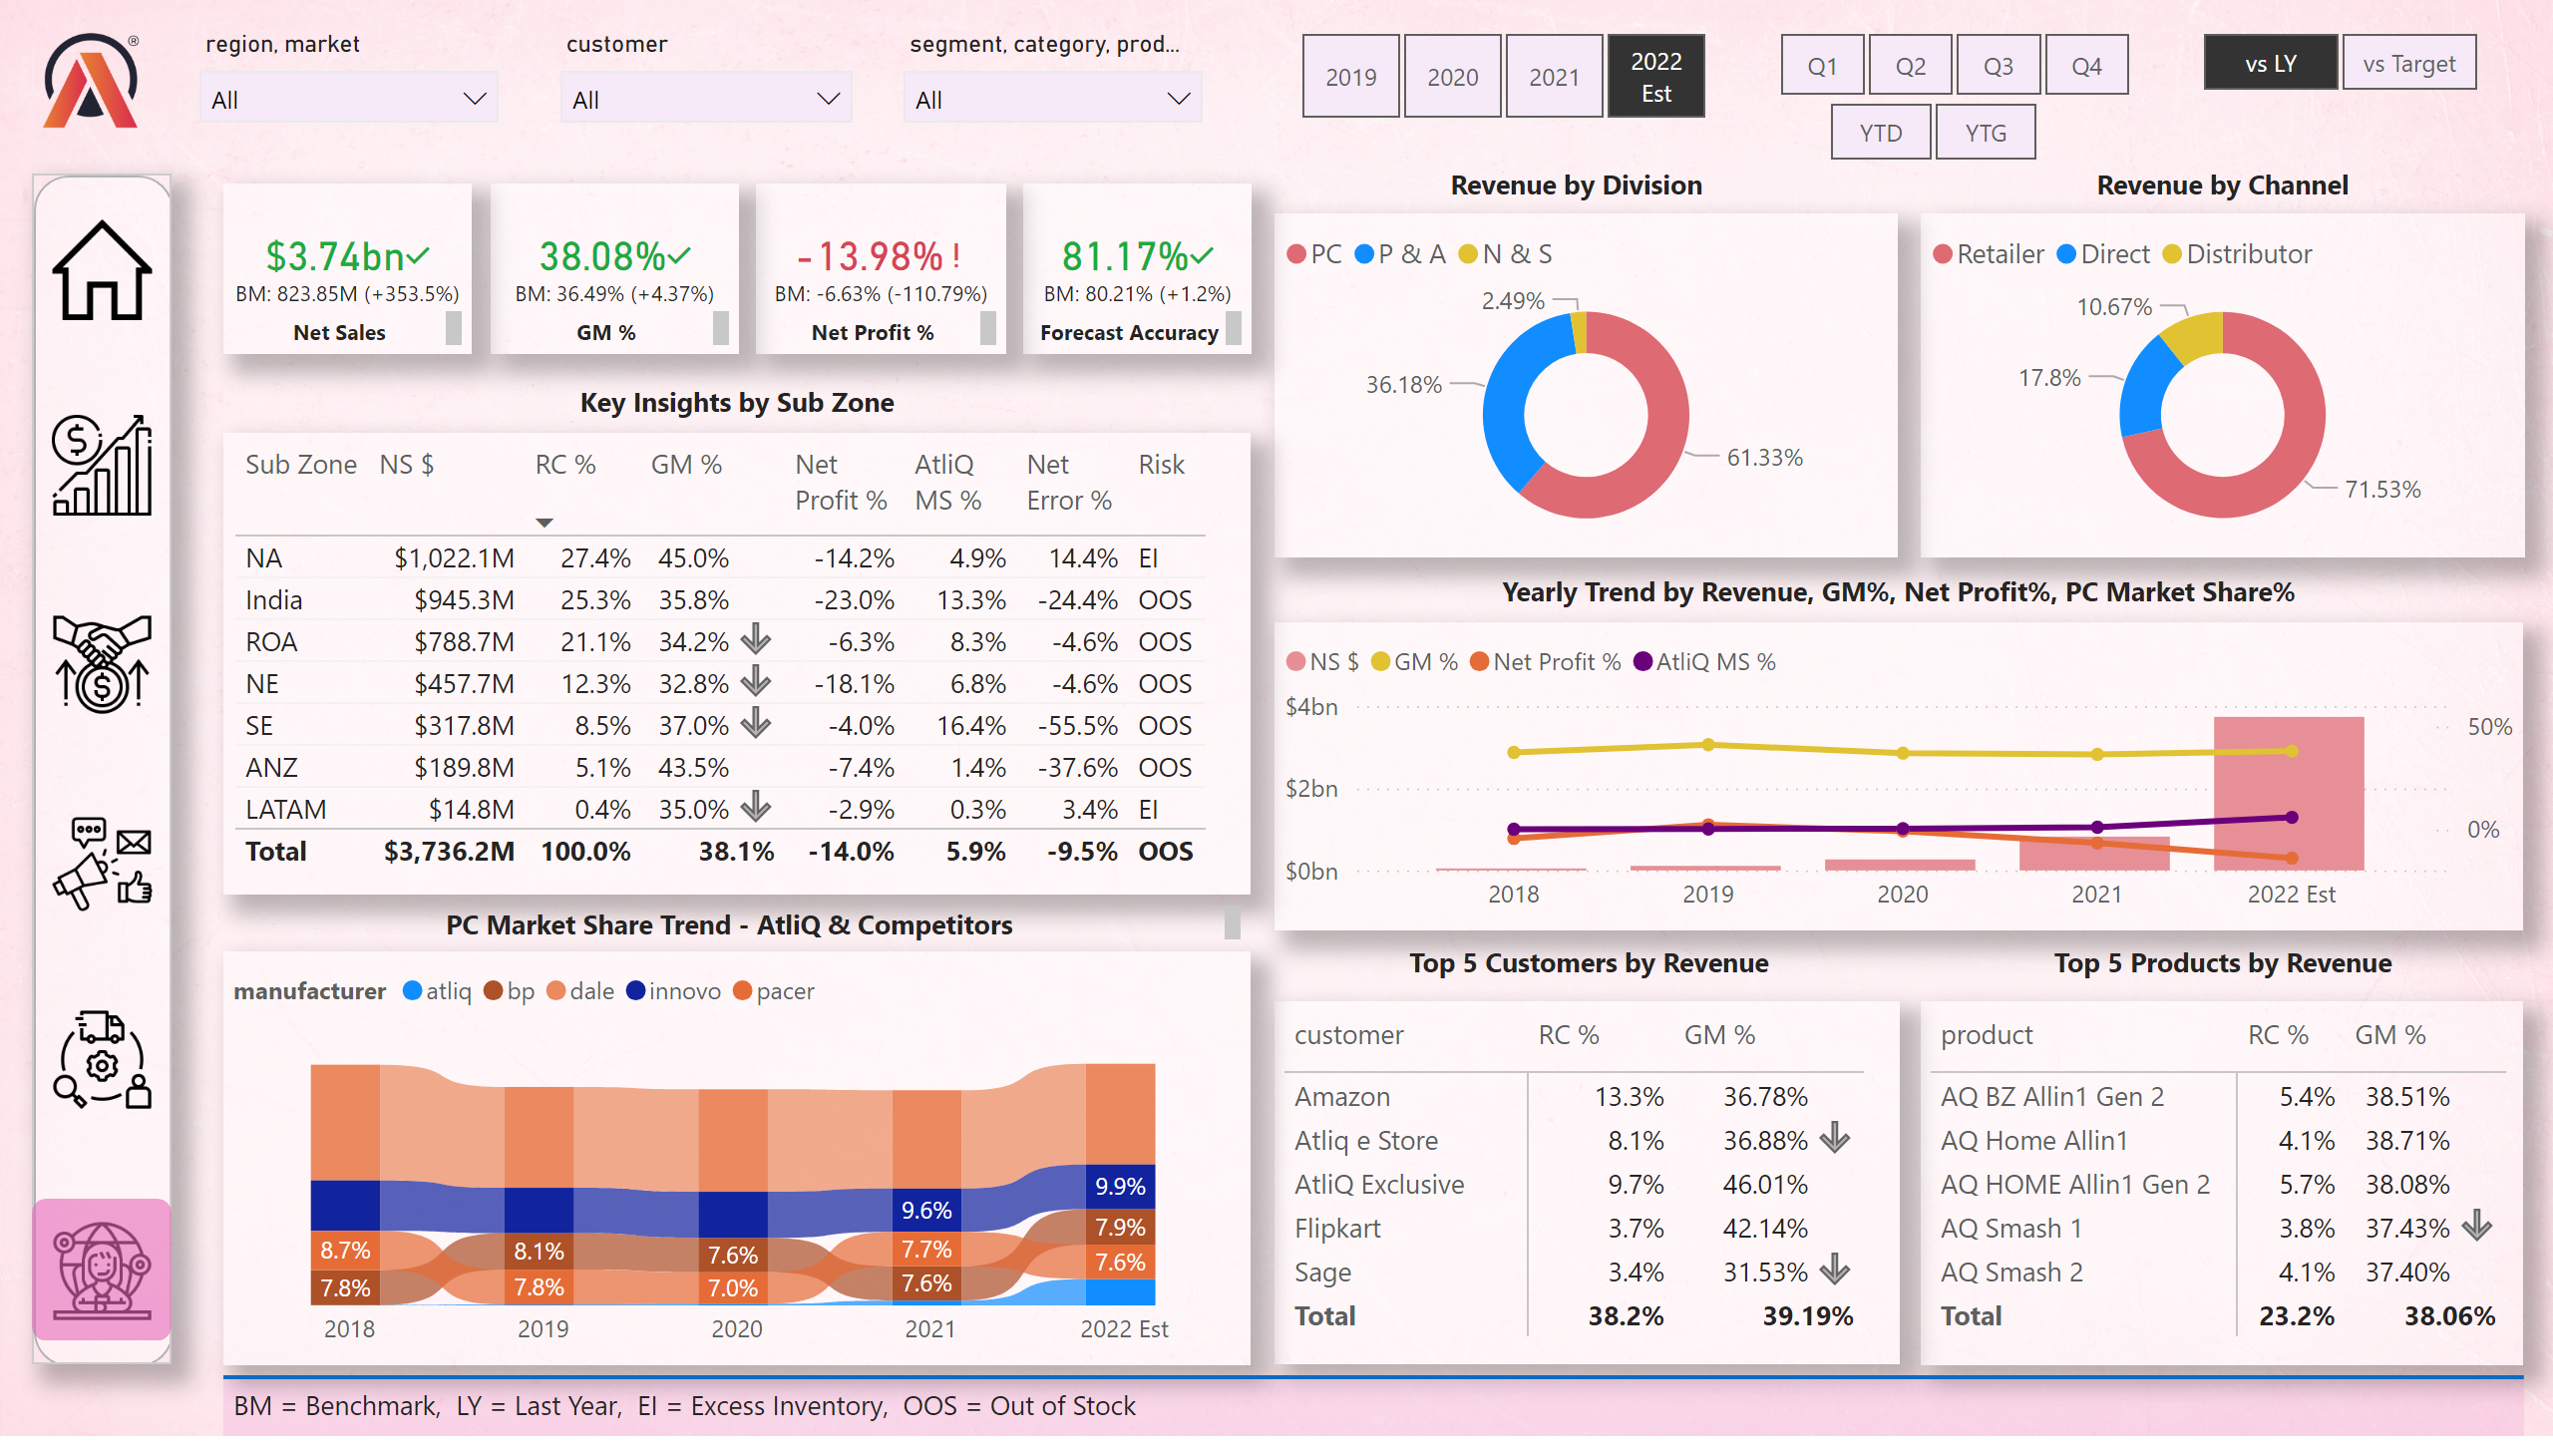 ®
region, market
customer
segment, category, prod...
All
All
All
2019
2020
2021
2022
Est
Q1
Q2
Q3
Q4
YTD
YTG
vs LY
vs Target
$3.74bn
BM: 823.85M (+353.5%)
Net Sales
38.08%
BM: 36.49% (+4.37%)
GM %
-13.98% !
BM: -6.63% (-110.79%)
Net Profit %
81.17%
BM: 80.21% (+1.2%)
Forecast Accuracy
Revenue by Division
PC P & A N & S
2.49%
36.18%
61.33%
Revenue by Channel
Retailer Direct Distributor
10.67%
17.8%
71.53%
Key Insights by Sub Zone
Sub Zone NS $ RC % GM % Net Profit % AtliQ MS % Net Error % Risk
NA $1,022.1M 27.4% 45.0% -14.2% 4.9% 14.4% EI
India $945.3M 25.3% 35.8% -23.0% 13.3% -24.4% OOS
ROA $788.7M 21.1% 34.2% -6.3% 8.3% -4.6% OOS
NE $457.7M 12.3% 32.8% -18.1% 6.8% -4.6% OOS
SE $317.8M 8.5% 37.0% -4.0% 16.4% -55.5% OOS
ANZ $189.8M 5.1% 43.5% -7.4% 1.4% -37.6% OOS
LATAM $14.8M 0.4% 35.0% -2.9% 0.3% 3.4% EI
Total $3,736.2M 100.0% 38.1% -14.0% 5.9% -9.5% OOS
Yearly Trend by Revenue, GM%, Net Profit%, PC Market Share%
NS $ GM % Net Profit % AtliQ MS %
$4bn
$2bn
$0bn
50%
0%
2018 2019 2020 2021 2022 Est
PC Market Share Trend - AtliQ & Competitors
manufacturer atliq bp dale innovo pacer
8.7%
7.8%
8.1%
7.8%
7.6%
7.0%
9.6%
7.7%
7.6%
9.9%
7.9%
7.6%
2018 2019 2020 2021 2022 Est
Top 5 Customers by Revenue
customer RC % GM %
Amazon 13.3% 36.78%
Atliq e Store 8.1% 36.88%
AtliQ Exclusive 9.7% 46.01%
Flipkart 3.7% 42.14%
Sage 3.4% 31.53%
Total 38.2% 39.19%
Top 5 Products by Revenue
product RC % GM %
AQ BZ Allin1 Gen 2 5.4% 38.51%
AQ Home Allin1 4.1% 38.71%
AQ HOME Allin1 Gen 2 5.7% 38.08%
AQ Smash 1 3.8% 37.43%
AQ Smash 2 4.1% 37.40%
Total 23.2% 38.06%
BM = Benchmark, LY = Last Year, EI = Excess Inventory, OOS = Out of Stock